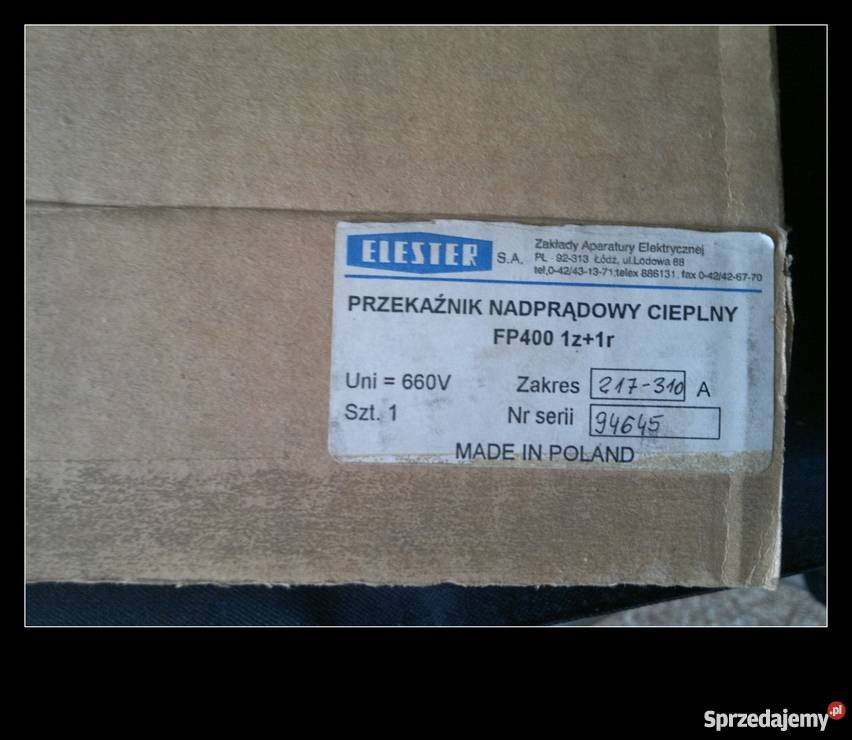 ELESTER S.A.
Zakłady Aparatury Elektrycznej
PL - 92-313 Łódź, ul.Lodowa 88
tel,0-42/43-13-71,telex 886131, fax 0-42/42-67-70
PRZEKAŹNIK NADPRĄDOWY CIEPLNY
FP400 1z+1r
Uni = 660V Zakres 217-310 A
Szt. 1 Nr serii 94645
MADE IN POLAND
Sprzedajemy.pl